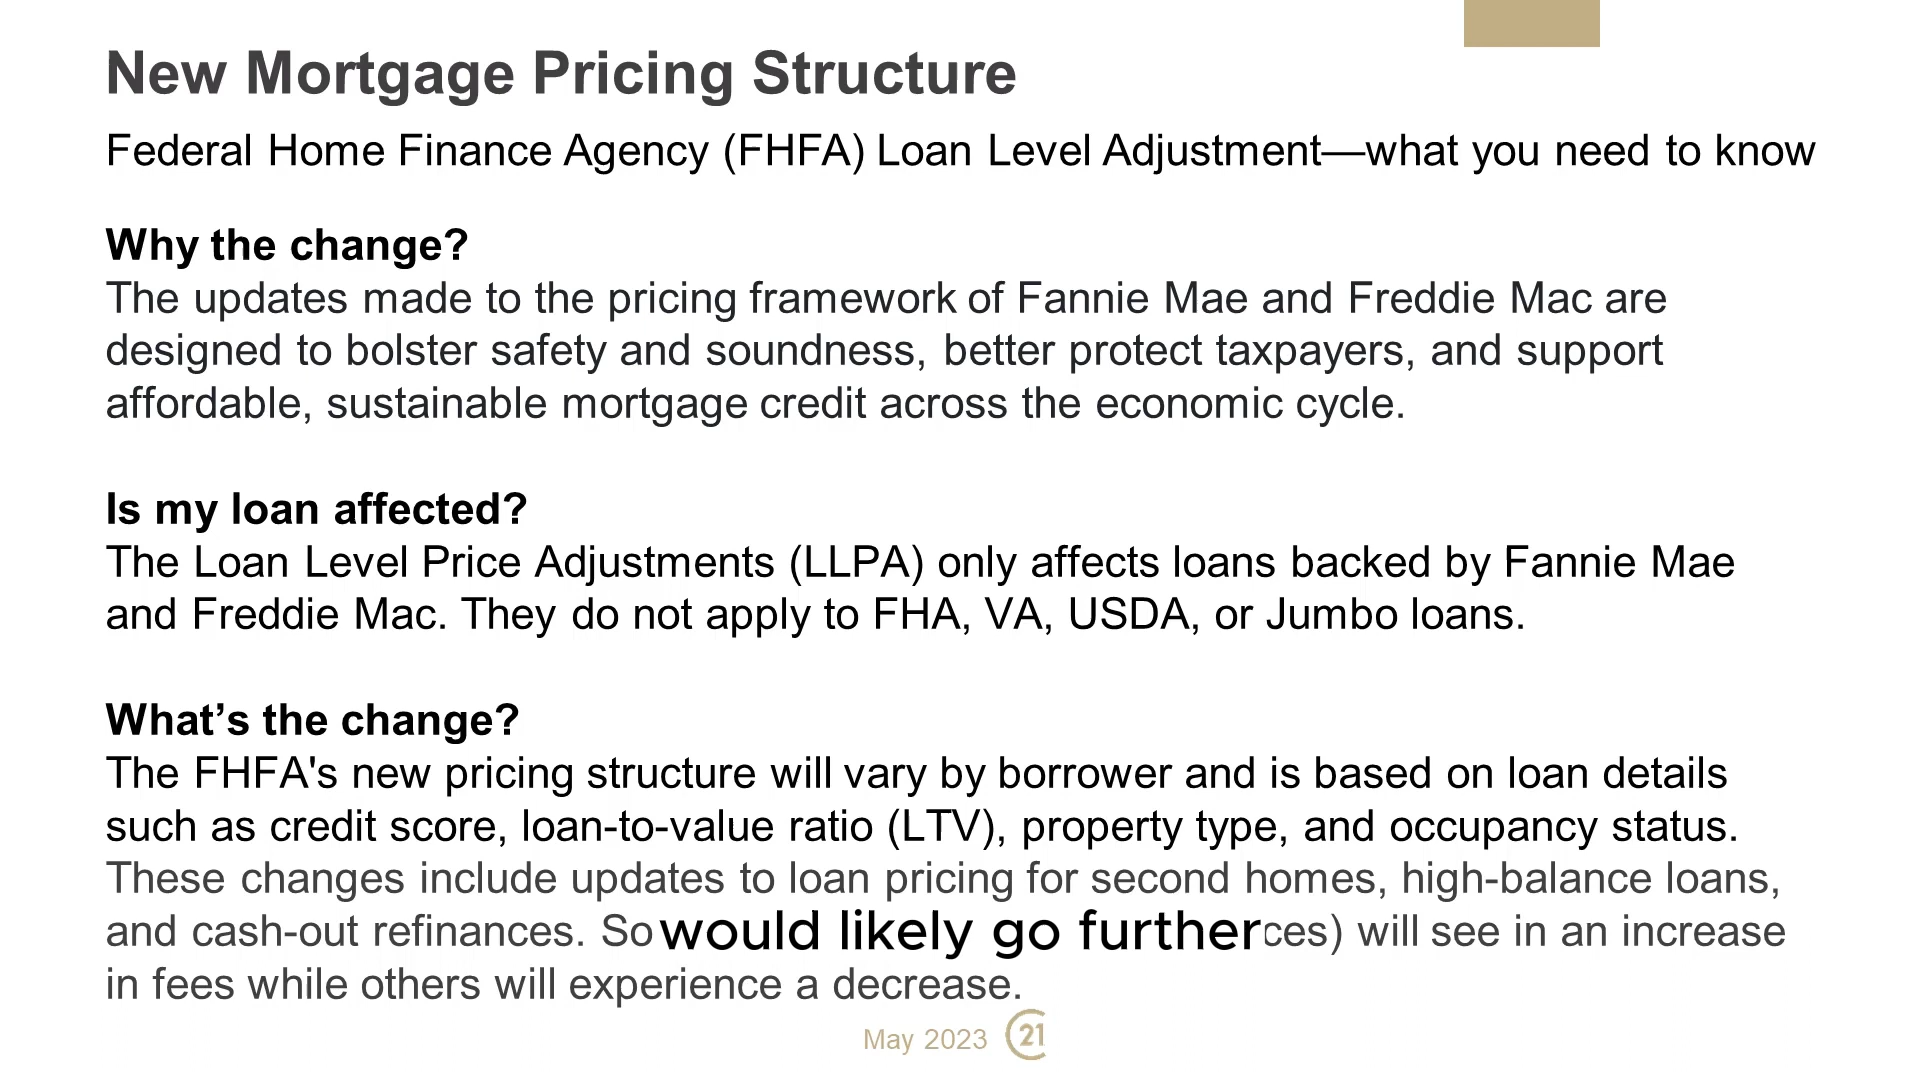 New Mortgage Pricing Structure
Federal Home Finance Agency (FHFA) Loan Level Adjustment—what you need to know
Why the change?
The updates made to the pricing framework of Fannie Mae and Freddie Mac are
designed to bolster safety and soundness, better protect taxpayers, and support
affordable, sustainable mortgage credit across the economic cycle.
Is my loan affected?
The Loan Level Price Adjustments (LLPA) only affects loans backed by Fannie Mae
and Freddie Mac. They do not apply to FHA, VA, USDA, or Jumbo loans.
What’s the change?
The FHFA's new pricing structure will vary by borrower and is based on loan details
such as credit score, loan-to-value ratio (LTV), property type, and occupancy status.
These changes include updates to loan pricing for second homes, high-balance loans,
and cash-out refinances. So would likely go further ces) will see in an increase
in fees while others will experience a decrease.
May 2023 C21